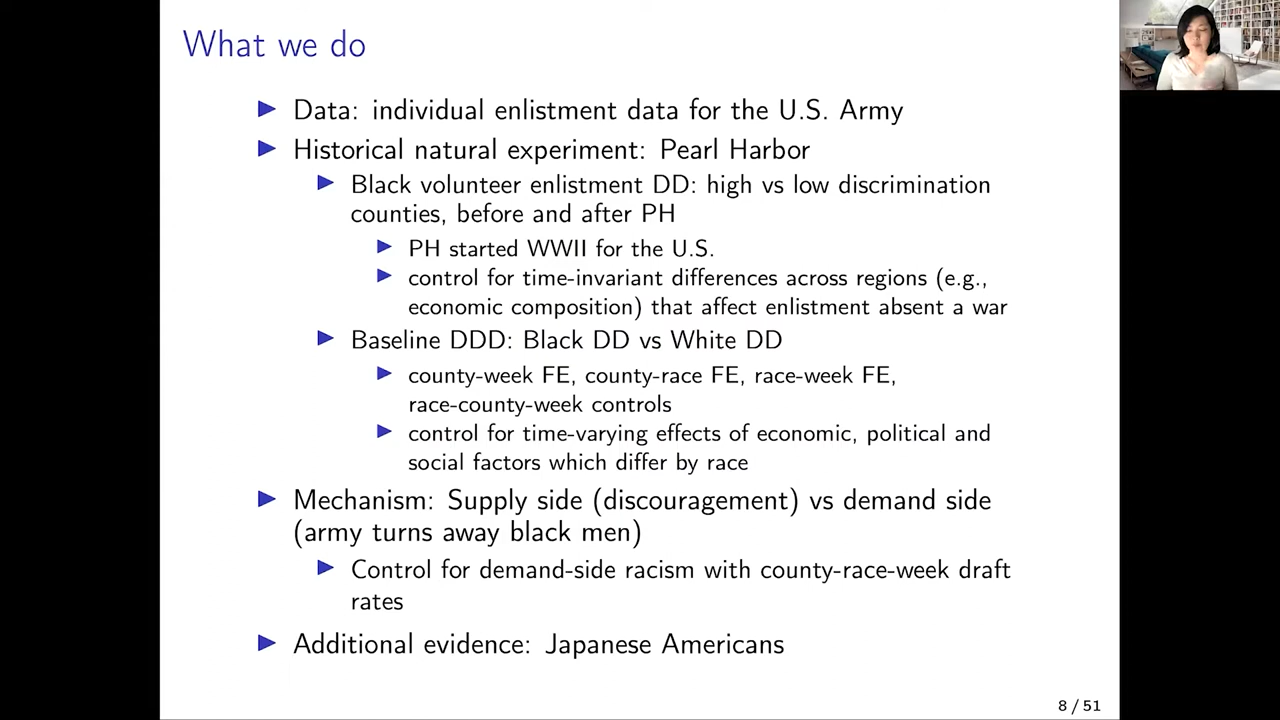 What we do
Data: individual enlistment data for the U.S. Army
Historical natural experiment: Pearl Harbor
Black volunteer enlistment DD: high vs low discrimination
counties, before and after PH
PH started WWII for the U.S.
control for time-invariant differences across regions (e.g.,
economic composition) that affect enlistment absent a war
Baseline DDD: Black DD vs White DD
county-week FE, county-race FE, race-week FE,
race-county-week controls
control for time-varying effects of economic, political and
social factors which differ by race
Mechanism: Supply side (discouragement) vs demand side
(army turns away black men)
Control for demand-side racism with county-race-week draft
rates
Additional evidence: Japanese Americans
8 / 51